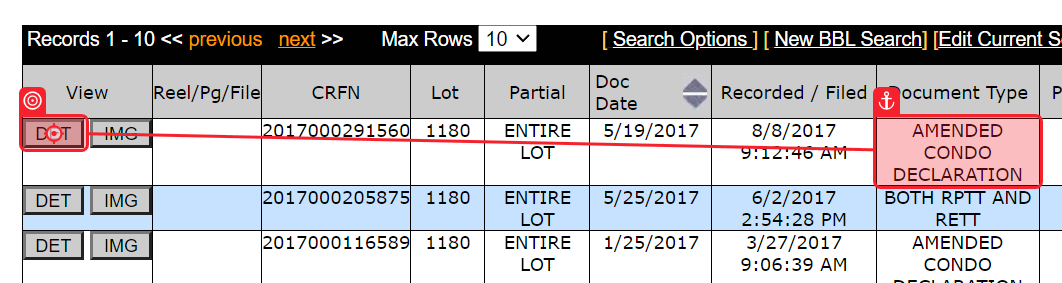 Records 1 - 10 << previous next >> Max Rows 10 [ Search Options ] [ New BBL Search] [Edit Current S
View Reel/Pg/File CRFN Lot Partial Doc Date Recorded / Filed Document Type P
DET IMG 2017000291560 1180 ENTIRE LOT 5/19/2017 8/8/2017 9:12:46 AM AMENDED CONDO DECLARATION
DET IMG 2017000205875 1180 ENTIRE LOT 5/25/2017 6/2/2017 2:54:28 PM BOTH RPTT AND RETT
DET IMG 2017000116589 1180 ENTIRE LOT 1/25/2017 3/27/2017 9:06:39 AM AMENDED CONDO DECLARATION